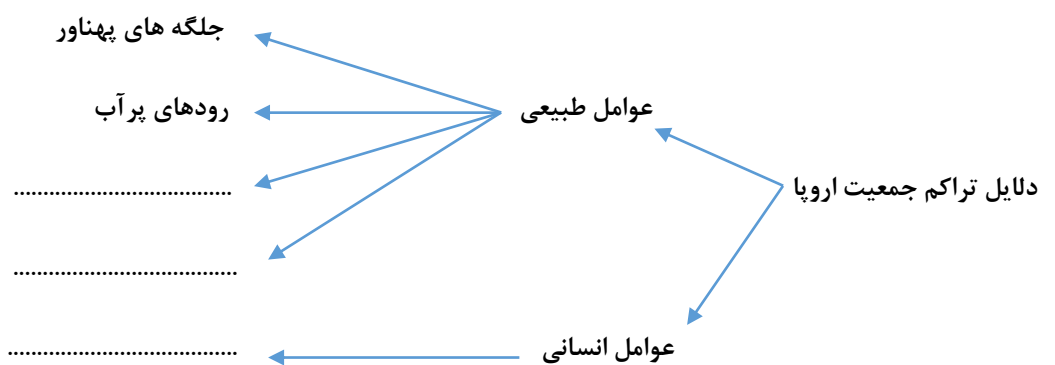 جلگه های پهناور
رودهای پرآب
عوامل طبیعی
.....................................
دلایل تراکم جمعیت اروپا
......................................
عوامل انسانی
.......................................